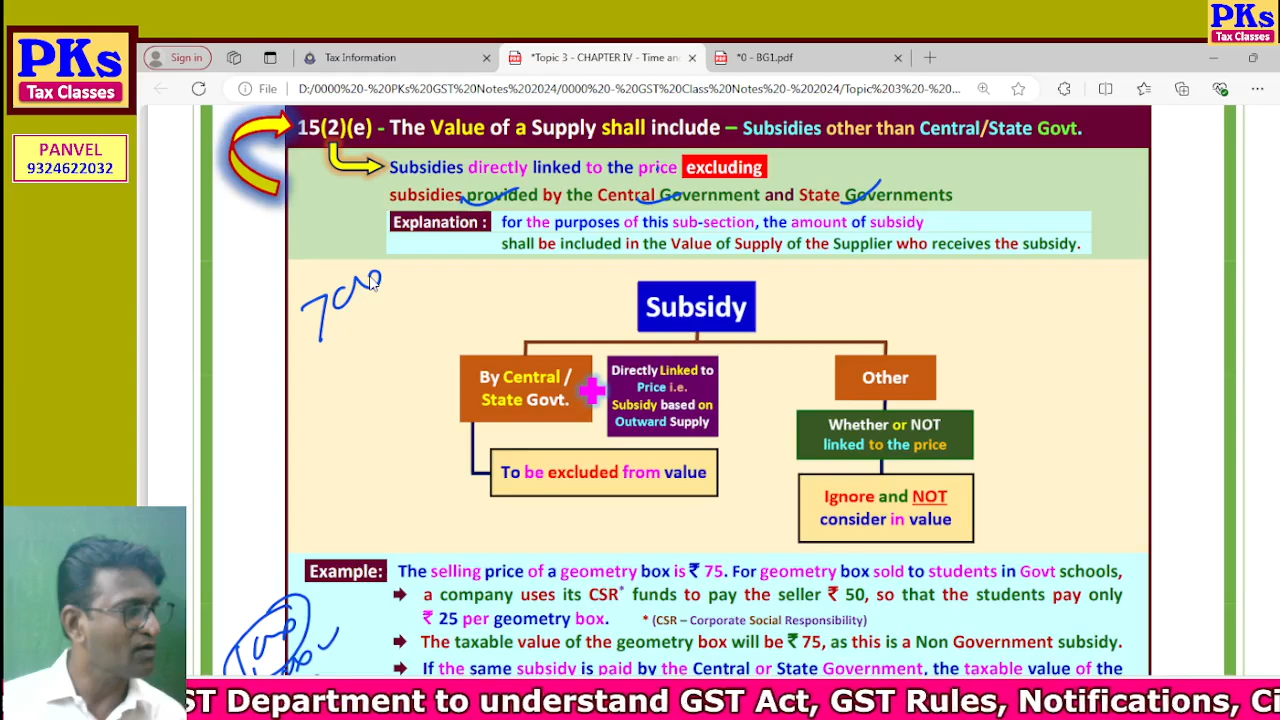 PKs
Tax Classes
PKs
Tax Classes
PANVEL
9324622032
Sign in
Tax Information
*Topic 3 - CHAPTER IV - Time an
*0 - BG1.pdf
File
D:/0000%20-%20PKs%20GST%20Notes%202024/0000%20-%20GST%20Class%20Notes%20-%202024/Topic%203%20-%20...
15(2)(e) - The Value of a Supply shall include – Subsidies other than Central/State Govt.
Subsidies directly linked to the price excluding
subsidies provided by the Central Government and State Governments
Explanation : for the purposes of this sub-section, the amount of subsidy
shall be included in the Value of Supply of the Supplier who receives the subsidy.
Subsidy
By Central /
State Govt.
Directly Linked to
Price i.e.
Subsidy based on
Outward Supply
To be excluded from value
Other
Whether or NOT
linked to the price
Ignore and NOT
consider in value
Example: The selling price of a geometry box is ₹ 75. For geometry box sold to students in Govt schools,
a company uses its CSR* funds to pay the seller ₹ 50, so that the students pay only
₹ 25 per geometry box. * (CSR – Corporate Social Responsibility)
The taxable value of the geometry box will be ₹ 75, as this is a Non Government subsidy.
If the same subsidy is paid by the Central or State Government, the taxable value of the
ST Department to understand GST Act, GST Rules, Notifications, Ci